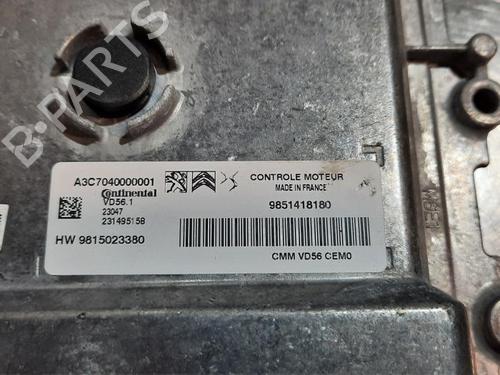 B-PARTS
A3C7040000001
Continental
VD56.1
23047
231495158
HW 9815023380
CONTROLE MOTEUR
MADE IN FRANCE
9851418180
CMM VD56 CEM0